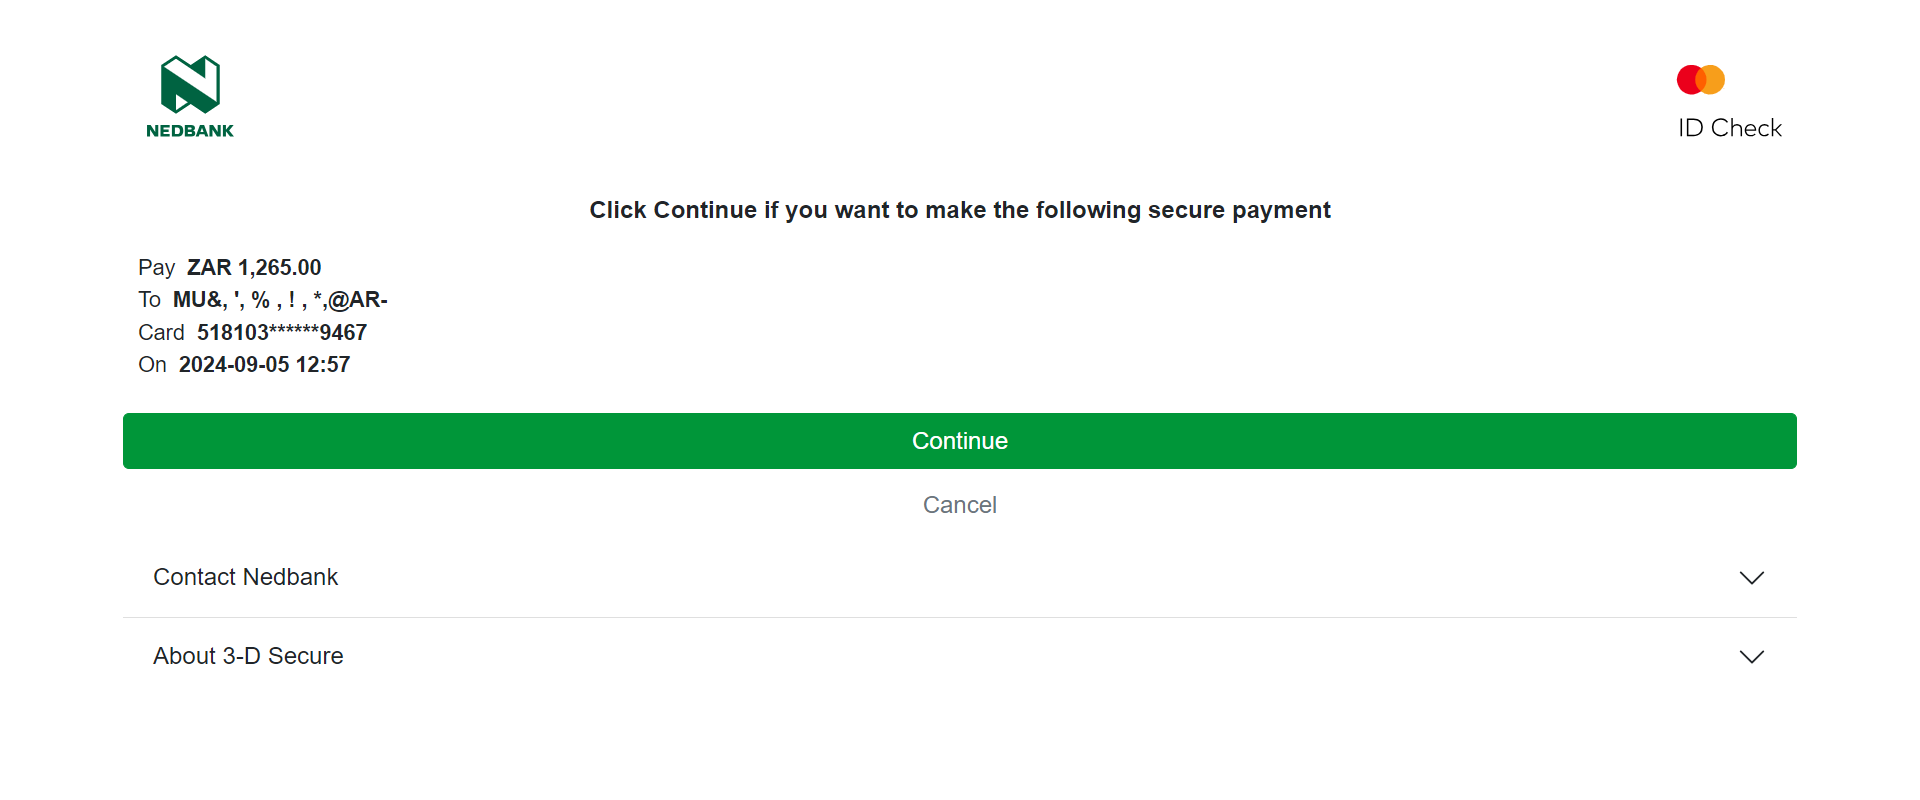 NEDBANK
ID Check
Click Continue if you want to make the following secure payment
Pay ZAR 1,265.00
To MU&, ', % , ! , *,@AR-
Card 518103******9467
On 2024-09-05 12:57
Continue
Cancel
Contact Nedbank
About 3-D Secure